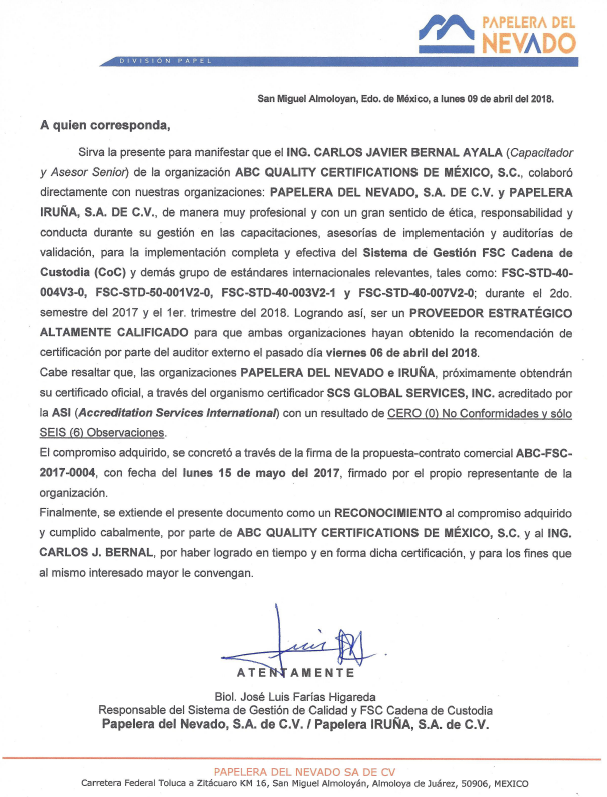 PAPELERA DEL
NEVADO
DIVISIÓN PAPEL
San Miguel Almoloyan, Edo. de México, a lunes 09 de abril del 2018.
A quien corresponda,
Sirva la presente para manifestar que el ING. CARLOS JAVIER BERNAL AYALA (Capacitador
y Asesor Senior) de la organización ABC QUALITY CERTIFICATIONS DE MÉXICO, S.C., colaboró
directamente con nuestras organizaciones: PAPELERA DEL NEVADO, S.A. DE C.V. y PAPELERA
IRUÑA, S.A. DE C.V., de manera muy profesional y con un gran sentido de ética, responsabilidad y
conducta durante su gestión en las capacitaciones, asesorías de implementación y auditorías de
validación, para la implementación completa y efectiva del Sistema de Gestión FSC Cadena de
Custodia (CoC) y demás grupo de estándares internacionales relevantes, tales como: FSC-STD-40-
004V3-0, FSC-STD-50-001V2-0, FSC-STD-40-003V2-1 y FSC-STD-40-007V2-0; durante el 2do.
semestre del 2017 y el 1er. trimestre del 2018. Logrando así, ser un PROVEEDOR ESTRATÉGICO
ALTAMENTE CALIFICADO para que ambas organizaciones hayan obtenido la recomendación de
certificación por parte del auditor externo el pasado día viernes 06 de abril del 2018.
Cabe resaltar que, las organizaciones PAPELERA DEL NEVADO e IRUÑA, próximamente obtendrán
su certificado oficial, a través del organismo certificador SCS GLOBAL SERVICES, INC. acreditado por
la ASI (Accreditation Services International) con un resultado de CERO (0) No Conformidades y sólo
SEIS (6) Observaciones.
El compromiso adquirido, se concretó a través de la firma de la propuesta-contrato comercial ABC-FSC-
2017-0004, con fecha del lunes 15 de mayo del 2017, firmado por el propio representante de la
organización.
Finalmente, se extiende el presente documento como un RECONOCIMIENTO al compromiso adquirido
y cumplido cabalmente, por parte de ABC QUALITY CERTIFICATIONS DE MÉXICO, S.C. y al ING.
CARLOS J. BERNAL, por haber logrado en tiempo y en forma dicha certificación, y para los fines que
al mismo interesado mayor le convengan.
ATENTAMENTE
Biol. José Luis Farías Higareda
Responsable del Sistema de Gestión de Calidad y FSC Cadena de Custodia
Papelera del Nevado, S.A. de C.V. / Papelera IRUÑA, S.A. de C.V.
PAPELERA DEL NEVADO SA DE CV
Carretera Federal Toluca a Zitácuaro KM 16, San Miguel Almoloyán, Almoloya de Juárez, 50906, MEXICO